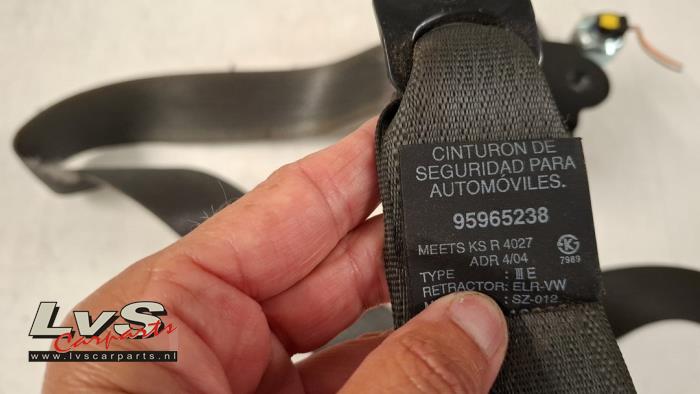 CINTURON DE
SEGURIDAD PARA
AUTOMÓVILES.
95965238
MEETS KS R 4027
ADR 4/04
7989
TYPE : III E
RETRACTOR: ELR-VW
: SZ-012
LvS
Carparts
www.lvscarparts.nl